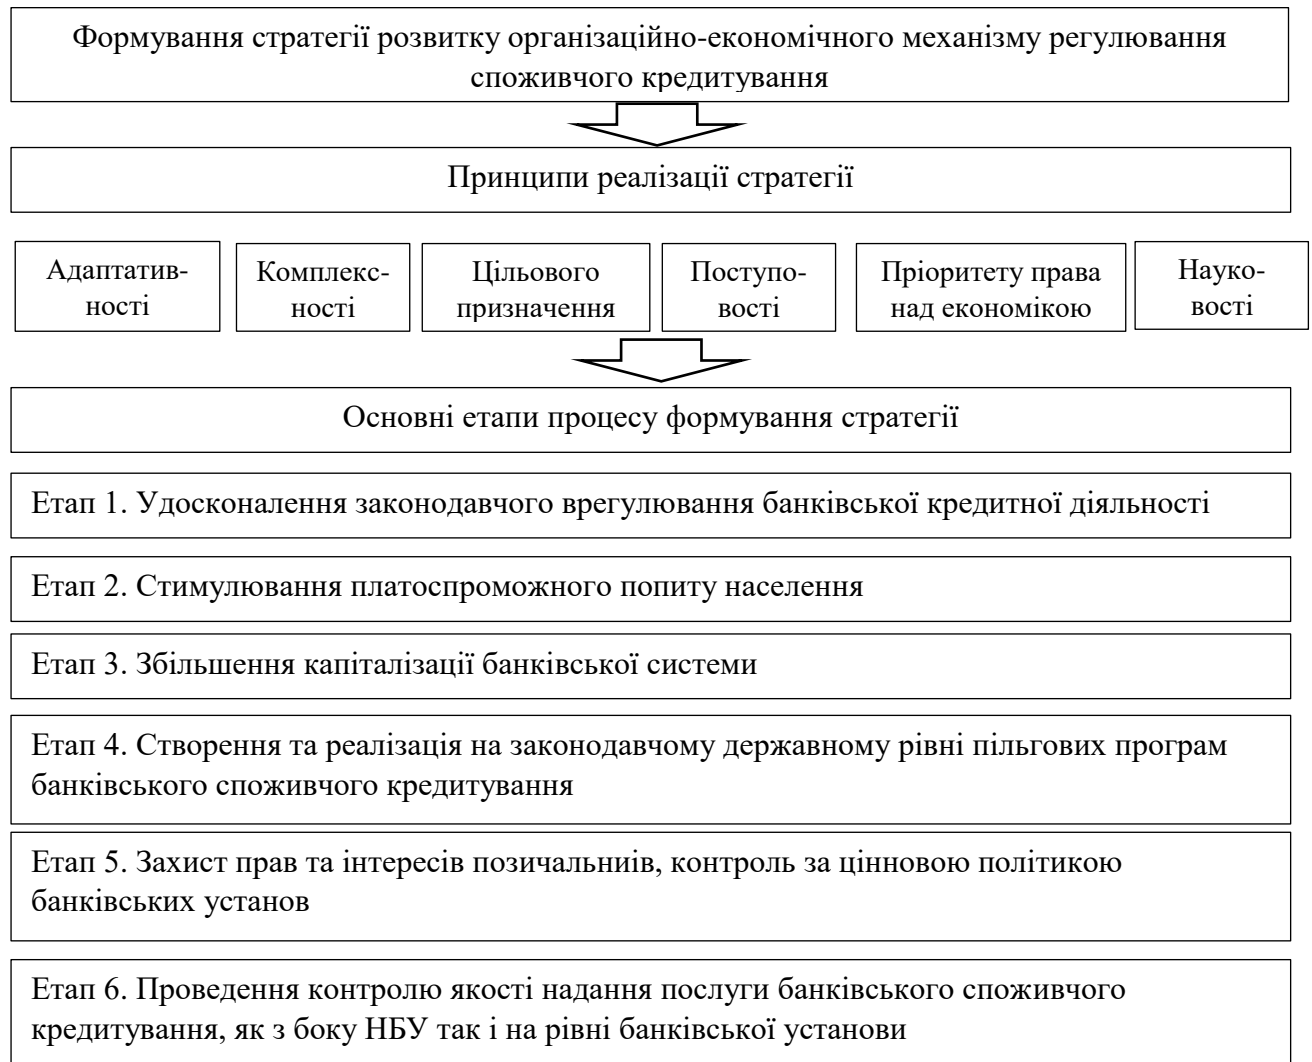 Формування стратегії розвитку організаційно-економічного механізму регулювання
споживчого кредитування
Принципи реалізації стратегії
Адаптатив-
ності
Комплекс-
ності
Цільового
призначення
Поступо-
вості
Пріоритету права
над економікою
Науко-
вості
Основні етапи процесу формування стратегії
Етап 1. Удосконалення законодавчого врегулювання банківської кредитної діяльності
Етап 2. Стимулювання платоспроможного попиту населення
Етап 3. Збільшення капіталізації банківської системи
Етап 4. Створення та реалізація на законодавчому державному рівні пільгових програм
банківського споживчого кредитування
Етап 5. Захист прав та інтересів позичальниів, контроль за цінновою політикою
банківських установ
Етап 6. Проведення контролю якості надання послуги банківського споживчого
кредитування, як з боку НБУ так і на рівні банківської установи